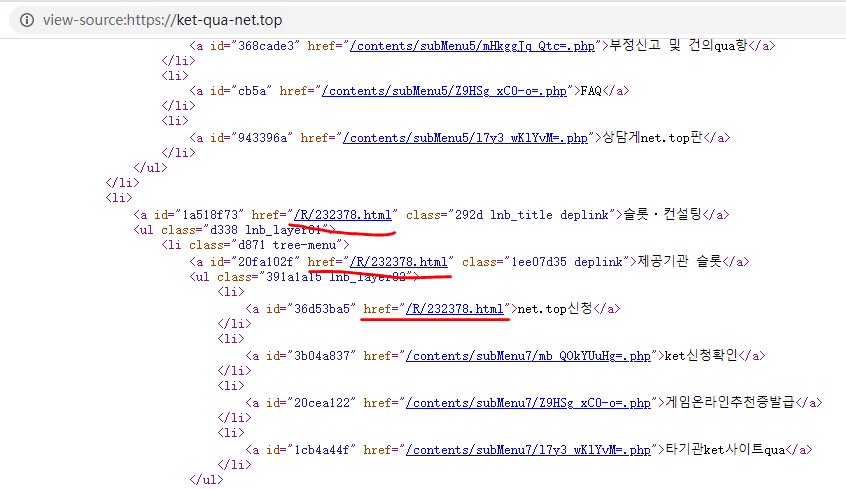 view-source:https://ket-qua-net.top
<a id="368cade3" href="/contents/subMenu5/mHkggJq_Qtc=.php">부정신고 및 건의qua항</a>
</li>
<li>
<a id="cb5a" href="/contents/subMenu5/Z9HSg_xC0-o=.php">FAQ</a>
</li>
<li>
<a id="943396a" href="/contents/subMenu5/l7y3_wKlYvM=.php">상담게net.top판</a>
</li>
</ul>
</li>
<li>
<a id="1a518f73" href="/R/232378.html" class="292d lnb_title deplink">슬롯·컨설팅</a>
<ul class="d338 lnb_layer01">
<li class="d871 tree-menu">
<a id="20fa102f" href="/R/232378.html" class="1ee07d35 deplink">제공기관 슬롯</a>
<ul class="391a1a15 lnb_layer02">
<li>
<a id="36d53ba5" href="/R/232378.html">net.top신청</a>
</li>
<li>
<a id="3b04a837" href="/contents/subMenu7/mb_QOkYUuHg=.php">ket신청확인</a>
</li>
<li>
<a id="20cea122" href="/contents/subMenu7/Z9HSg_xC0-o=.php">게임온라인추천증발급</a>
</li>
<li>
<a id="1cb4a44f" href="/contents/subMenu7/l7y3_wKlYvM=.php">타기관ket사이트qua</a>
</li>
</ul>